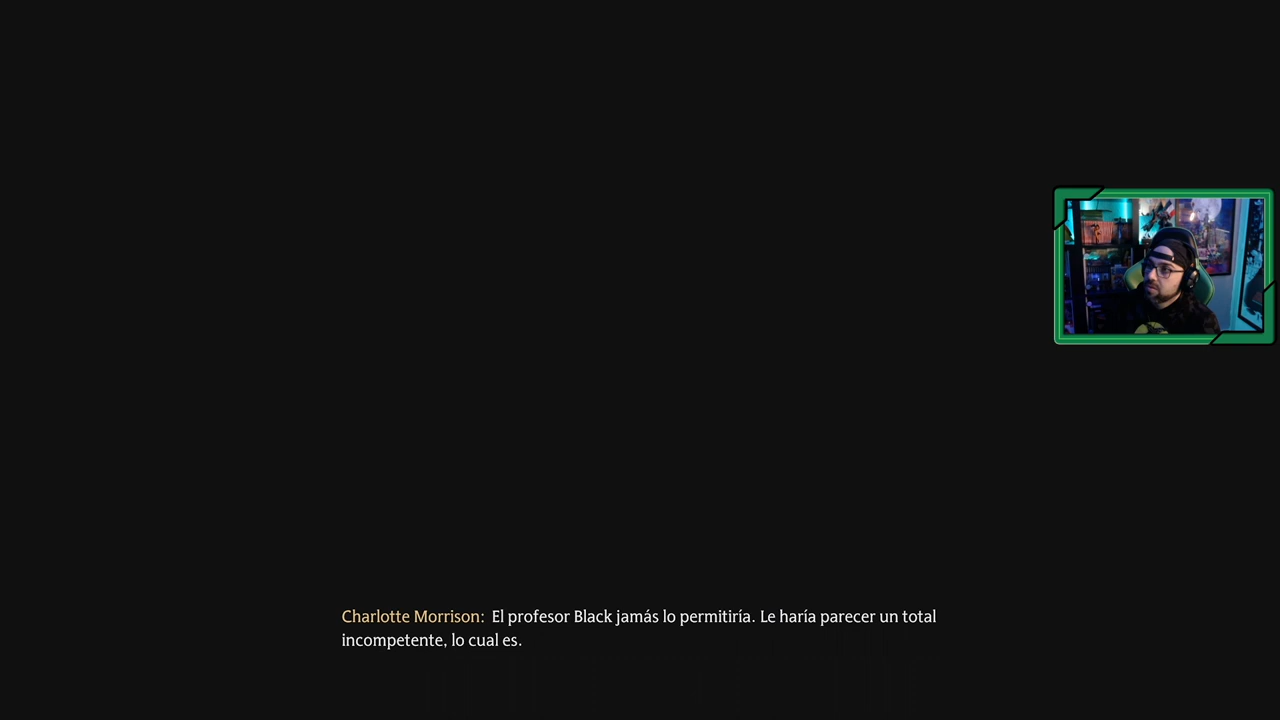 Charlotte Morrison: El profesor Black jamás lo permitiría. Le haría parecer un total
incompetente, lo cual es.